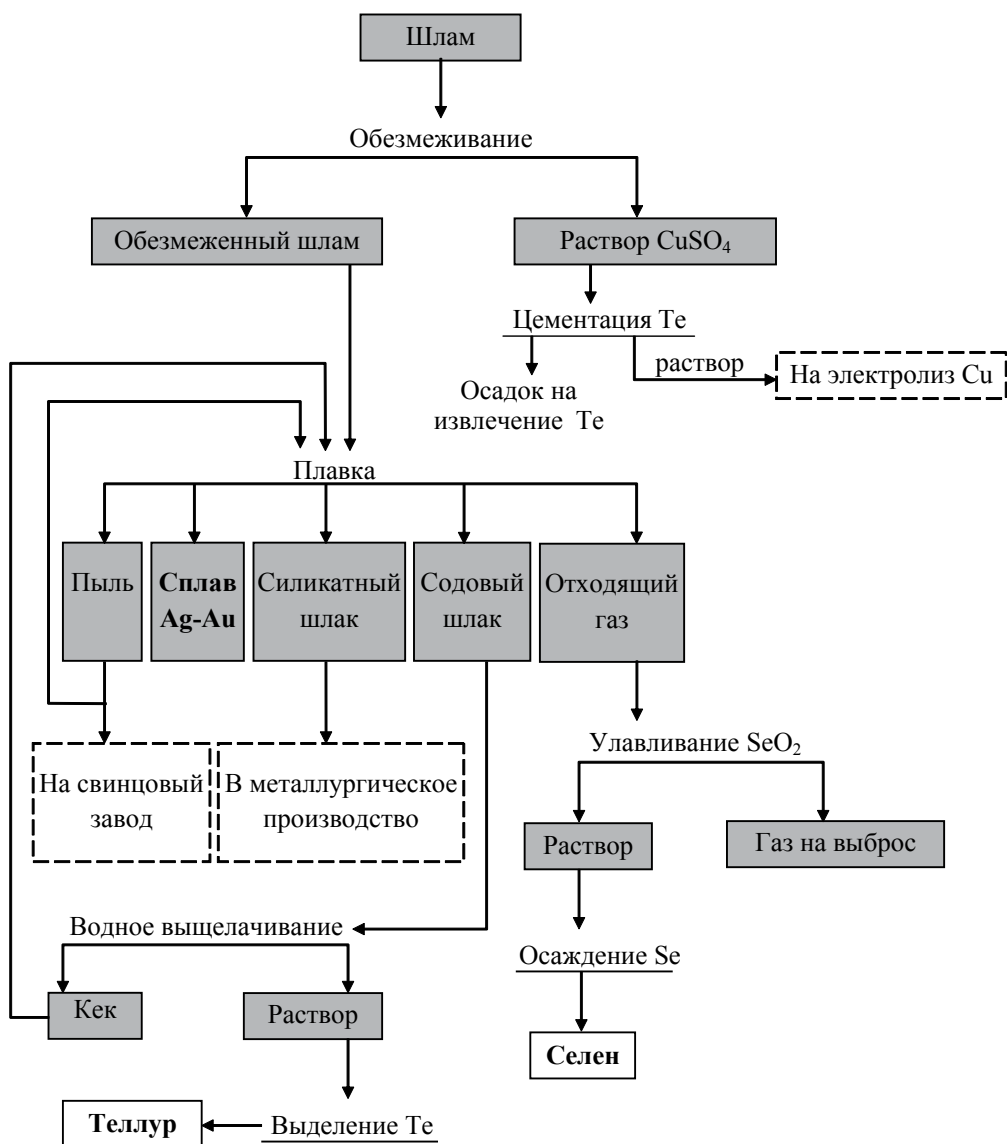 Шлам
Обезмеживание
Обезмеженный шлам
Раствор CuSO₄
Цементация Te
раствор
На электролиз Cu
Осадок на
извлечение Te
Плавка
Пыль
Сплав
Ag-Au
Силикатный
шлак
Содовый
шлак
Отходящий
газ
На свинцовый
завод
В металлургическое
производство
Улавливание SeO₂
Раствор
Газ на выброс
Водное выщелачивание
Осаждение Se
Кек
Раствор
Селен
Теллур
Выделение Te